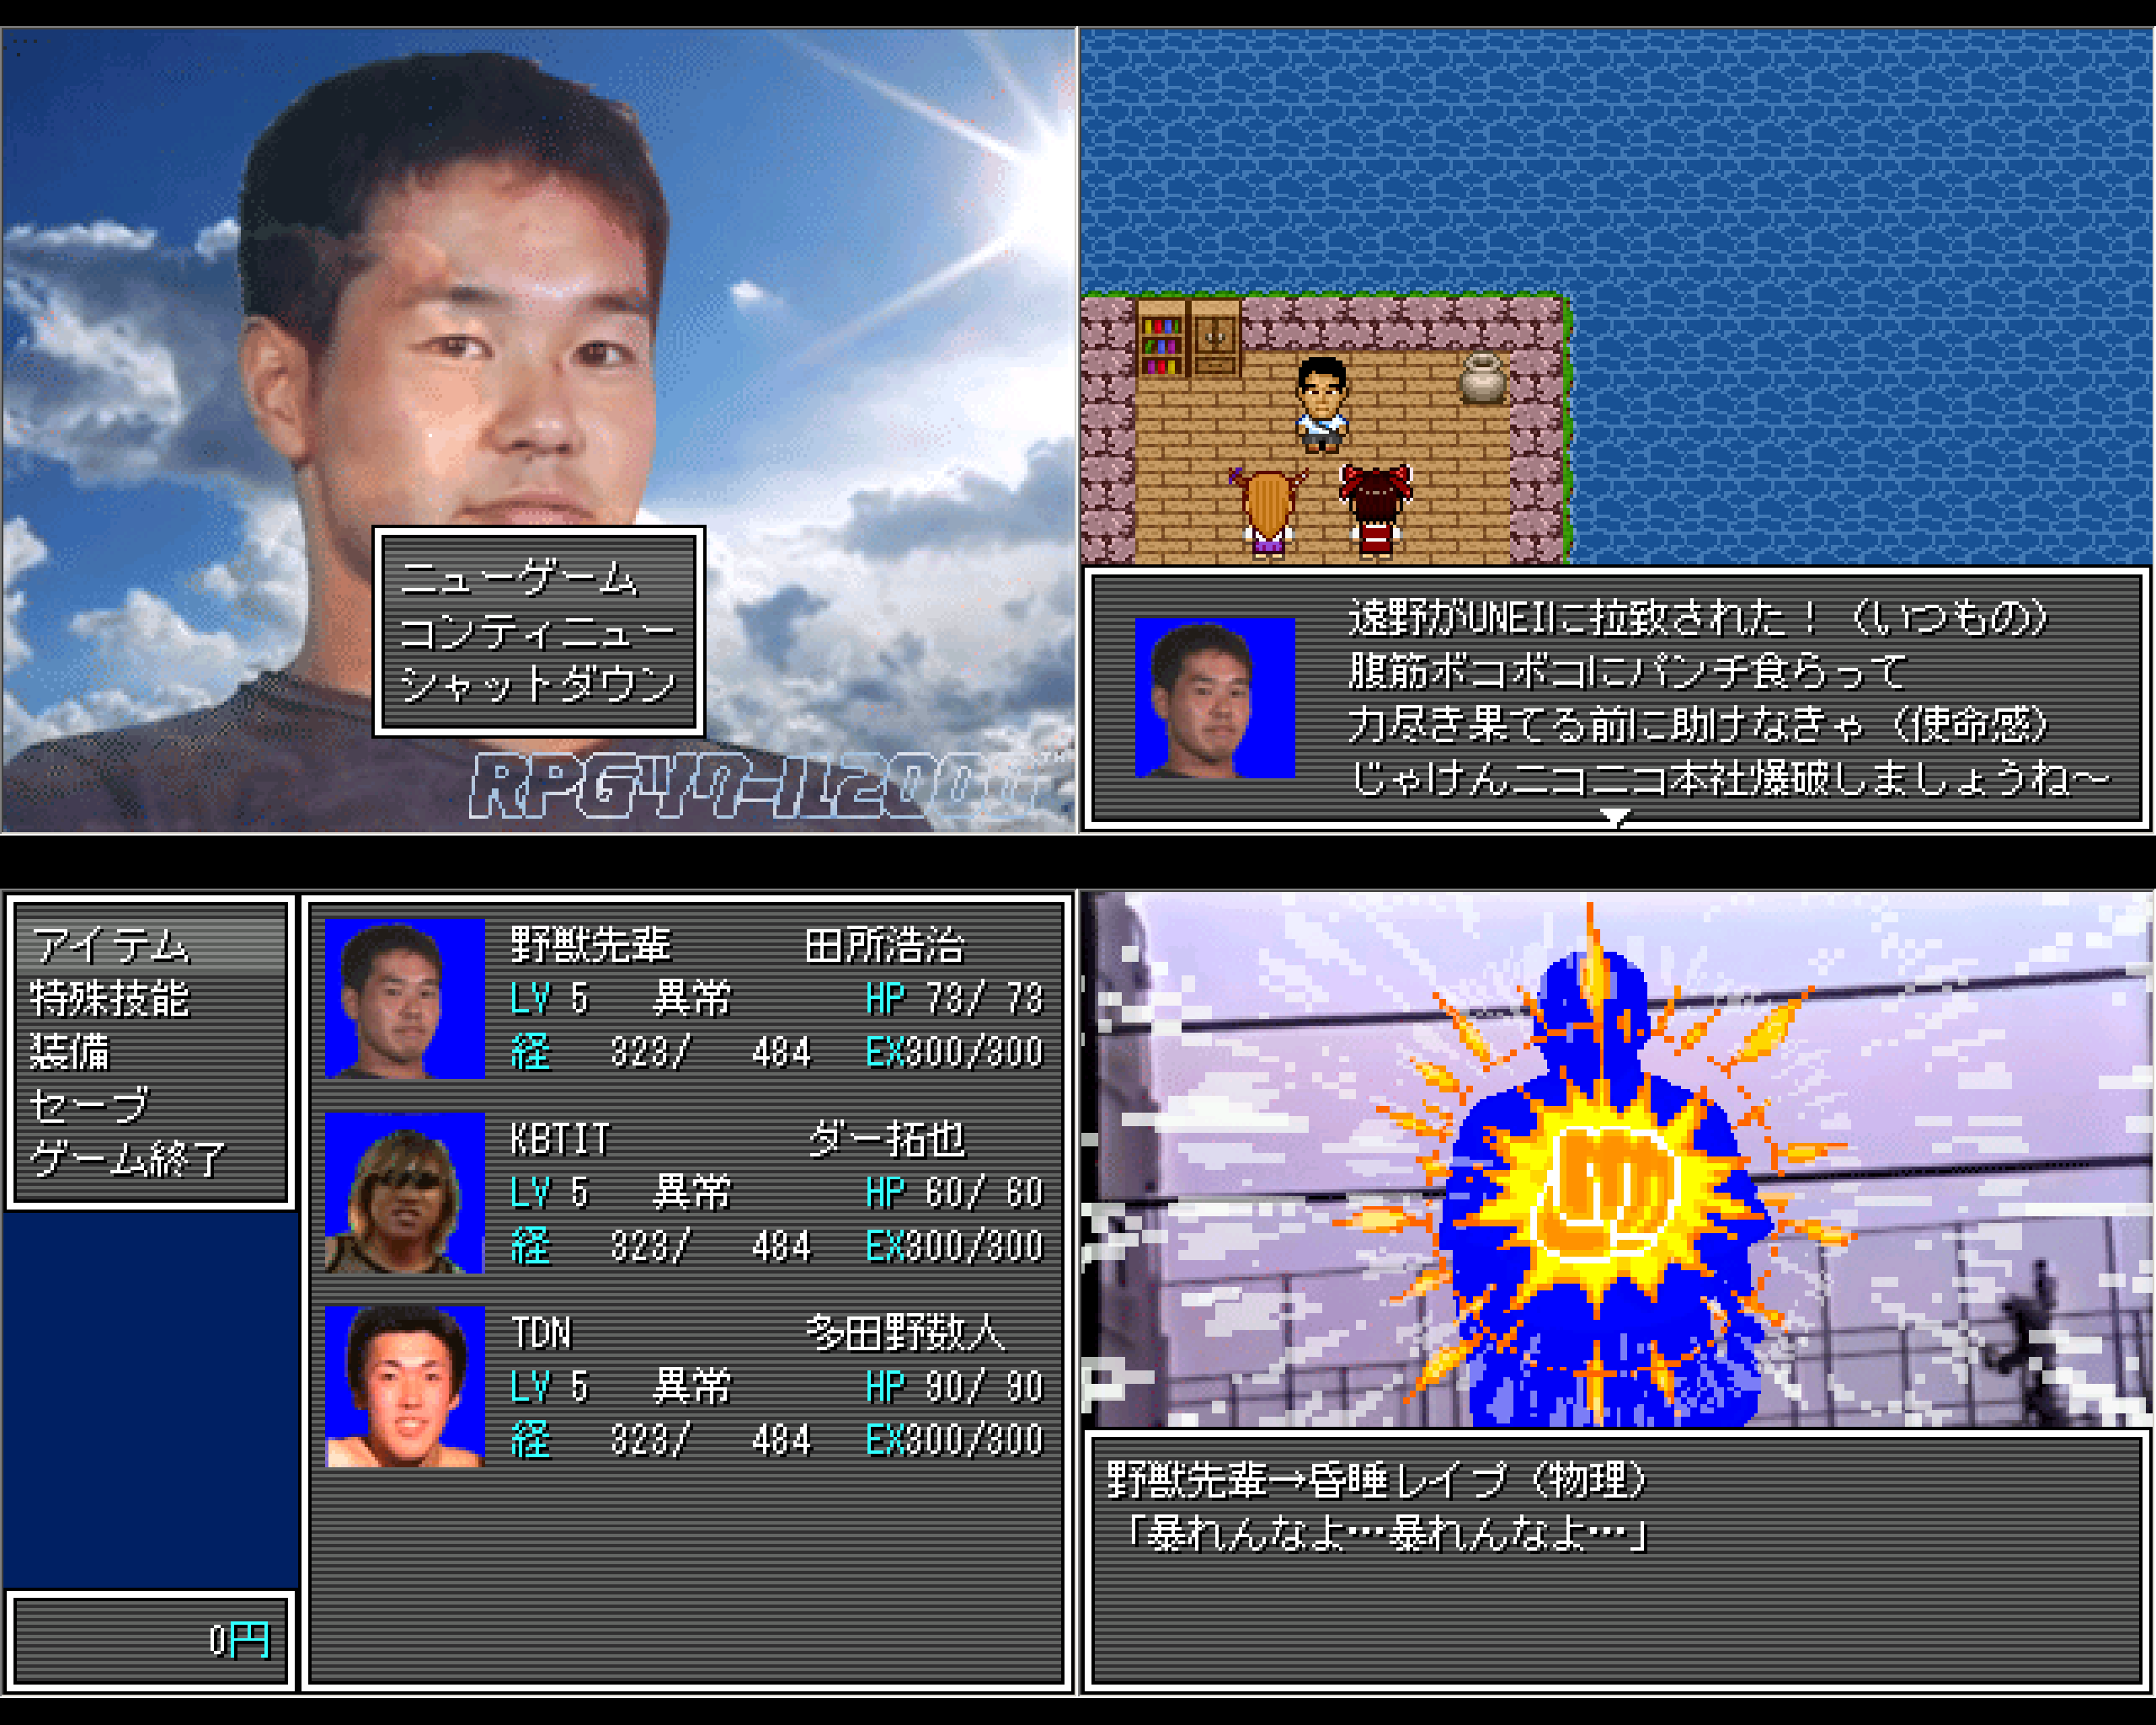 ニューゲーム
コンティニュー
シャットダウン
RPGツクール2000
遠野がUNEIに拉致された!(いつもの)
腹筋ボコボコにパンチ食らって
力尽き果てる前に助けなきゃ(使命感)
じゃけんニコニコ本社爆破しましょうね～
アイテム
特殊技能
装備
セーブ
ゲーム終了
0円
野獣先輩 田所浩治
LV 5 異常 HP 73/ 73
経 323/ 484 EX300/300
KBTIT ダー拓也
LV 5 異常 HP 60/ 60
経 323/ 484 EX300/300
TDN 多田野数人
LV 5 異常 HP 90/ 90
経 323/ 484 EX300/300
野獣先輩→昏睡レイプ(物理)
「暴れんなよ…暴れんなよ…」